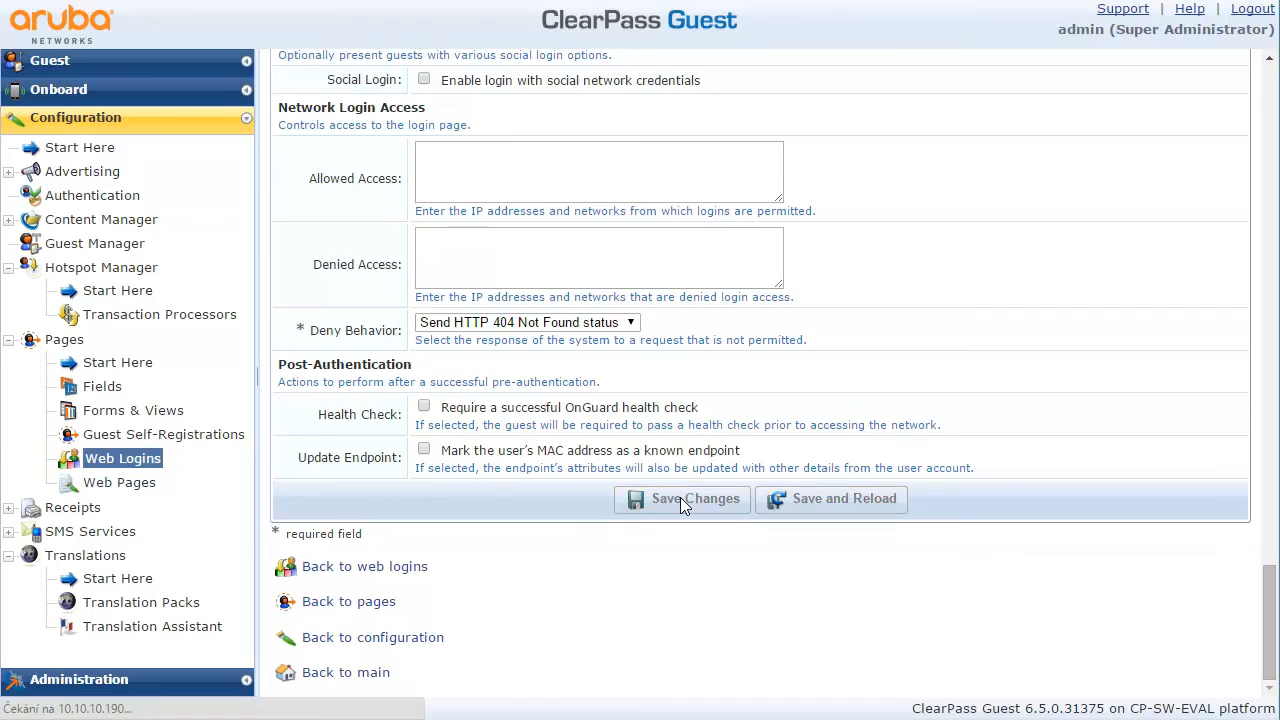 aruba
NETWORKS
ClearPass Guest
Support | Help | Logout
admin (Super Administrator)
Guest
Onboard
Configuration
Start Here
Advertising
Authentication
Content Manager
Guest Manager
Hotspot Manager
Start Here
Transaction Processors
Pages
Start Here
Fields
Forms & Views
Guest Self-Registrations
Web Logins
Web Pages
Receipts
SMS Services
Translations
Start Here
Translation Packs
Translation Assistant
Administration
Optionally present guests with various social login options.
Social Login: Enable login with social network credentials
Network Login Access
Controls access to the login page.
Allowed Access:
Enter the IP addresses and networks from which logins are permitted.
Denied Access:
Enter the IP addresses and networks that are denied login access.
* Deny Behavior: Send HTTP 404 Not Found status
Select the response of the system to a request that is not permitted.
Post-Authentication
Actions to perform after a successful pre-authentication.
Health Check: Require a successful OnGuard health check
If selected, the guest will be required to pass a health check prior to accessing the network.
Update Endpoint: Mark the user's MAC address as a known endpoint
If selected, the endpoint's attributes will also be updated with other details from the user account.
Save Changes Save and Reload
* required field
Back to web logins
Back to pages
Back to configuration
Back to main
Čekání na 10.10.10.190...
ClearPass Guest 6.5.0.31375 on CP-SW-EVAL platform